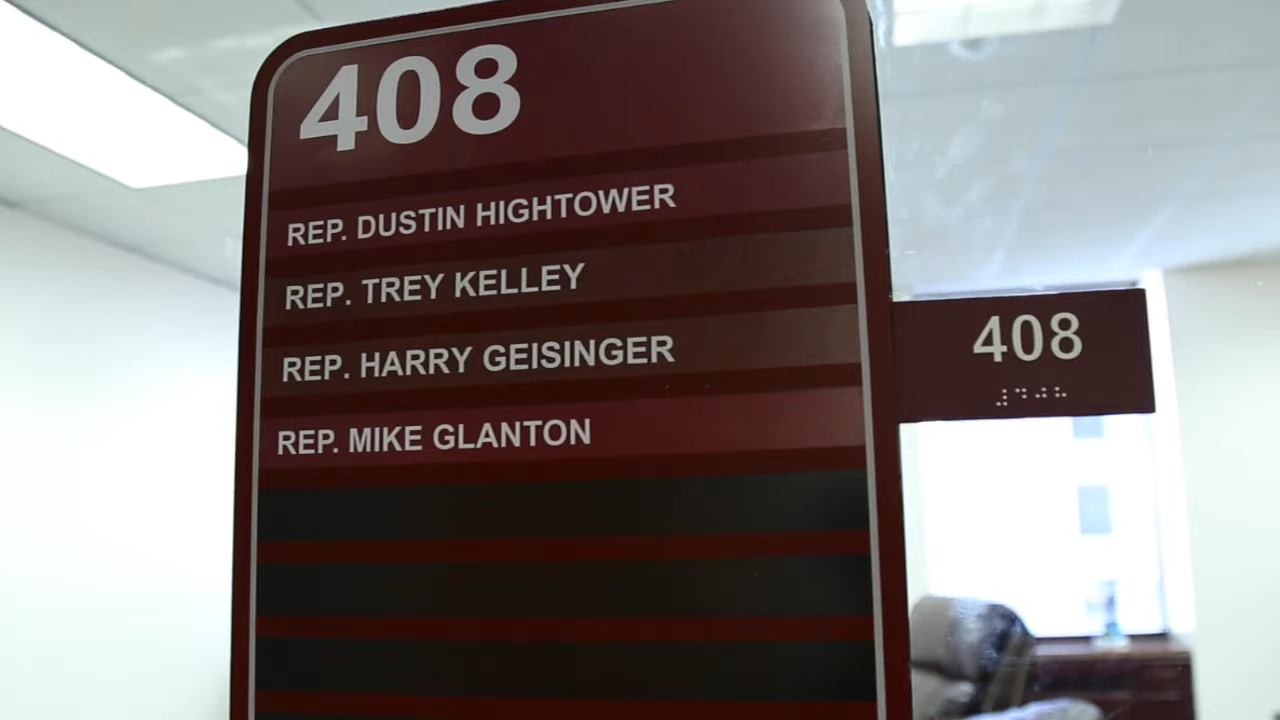 408
REP. DUSTIN HIGHTOWER
REP. TREY KELLEY
REP. HARRY GEISINGER
REP. MIKE GLANTON
408
⠼⠙⠚⠓